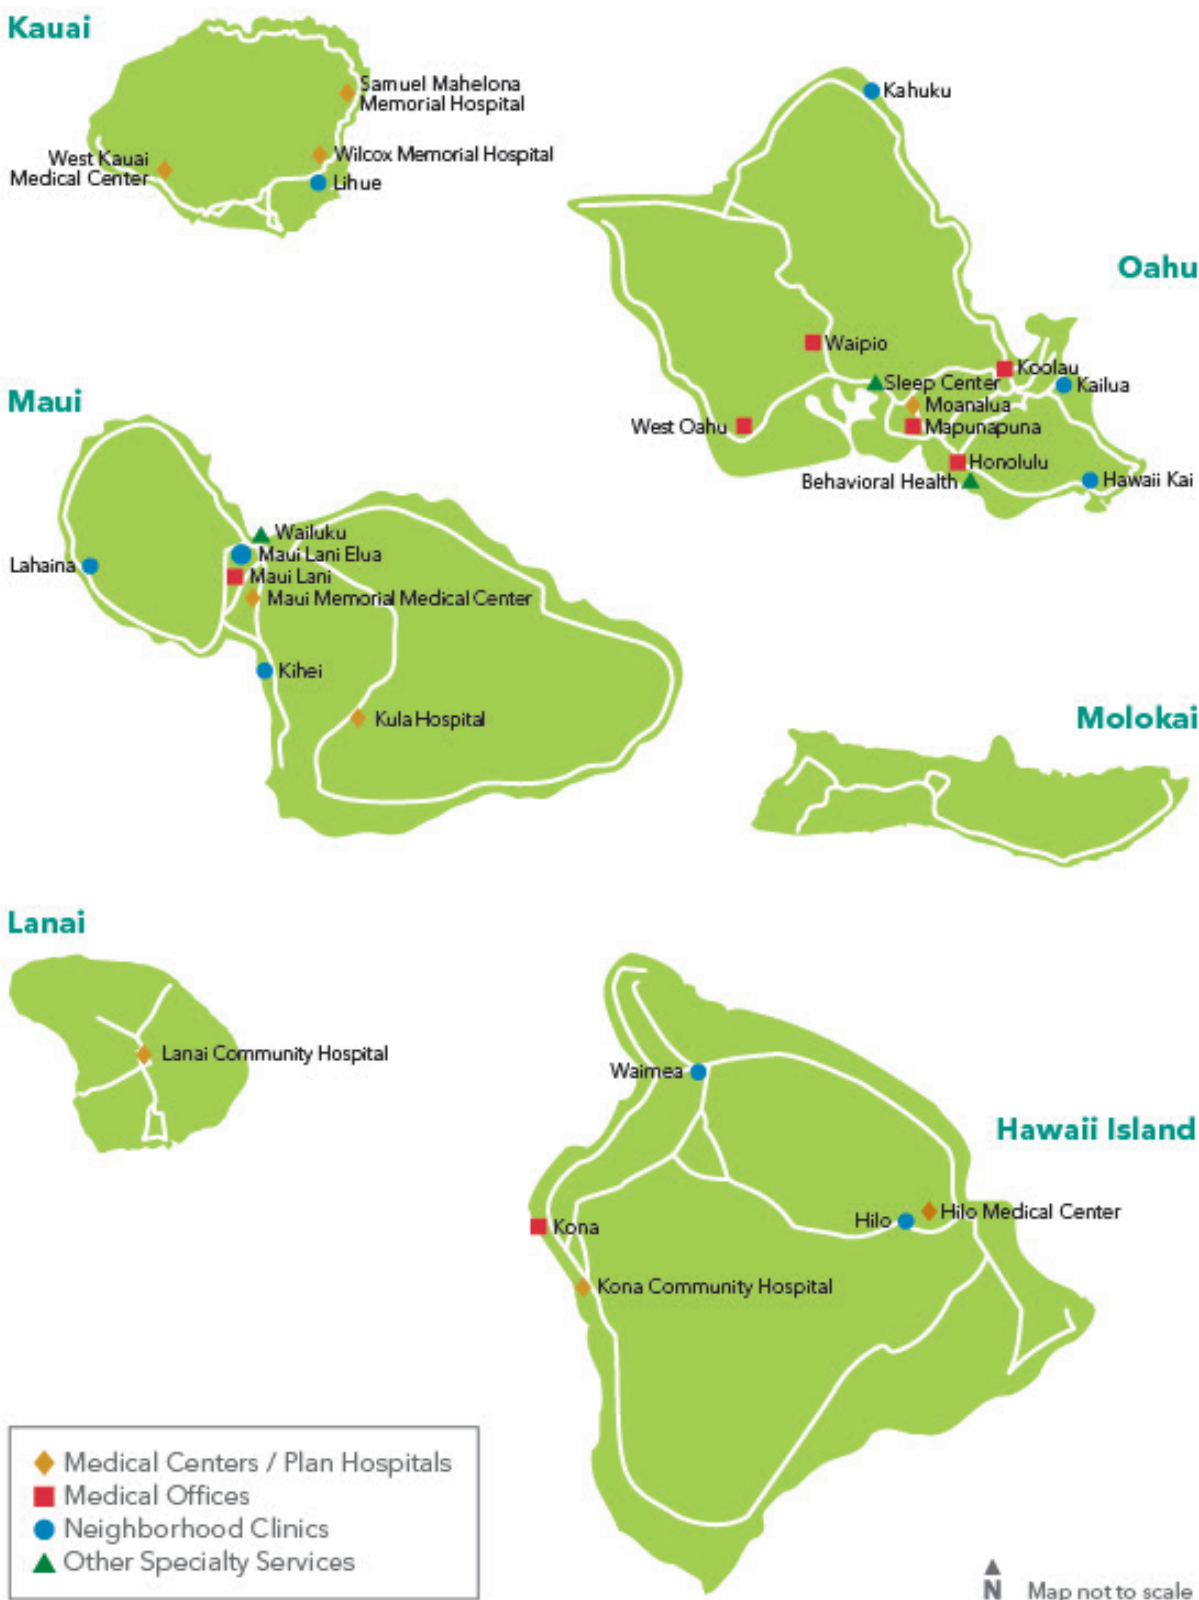 Kauai
Samuel Mahelona
Memorial Hospital
West Kauai
Medical Center
Wilcox Memorial Hospital
Lihue
Oahu
Kahuku
Waipio
Koolau
Sleep Center
Kailua
Moanalua
West Oahu
Mapunapuna
Honolulu
Behavioral Health
Hawaii Kai
Maui
Wailuku
Maui Lani Elua
Lahaina
Maui Lani
Maui Memorial Medical Center
Kihei
Kula Hospital
Molokai
Lanai
Lanai Community Hospital
Hawaii Island
Waimea
Hilo
Hilo Medical Center
Kona
Kona Community Hospital
Medical Centers / Plan Hospitals
Medical Offices
Neighborhood Clinics
Other Specialty Services
N
Map not to scale